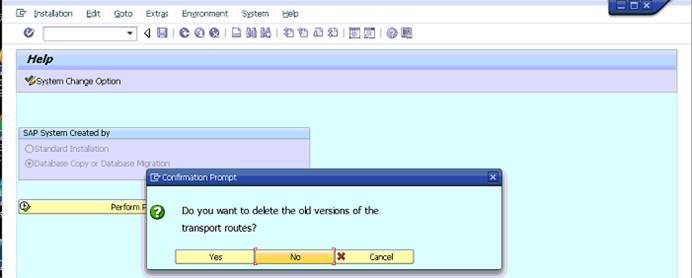 Installation Edit Goto Extras Environment System Help
Help
System Change Option
SAP System Created by
Standard Installation
Database Copy or Database Migration
Confirmation Prompt
Perform
Do you want to delete the old versions of the
transport routes?
Yes No Cancel